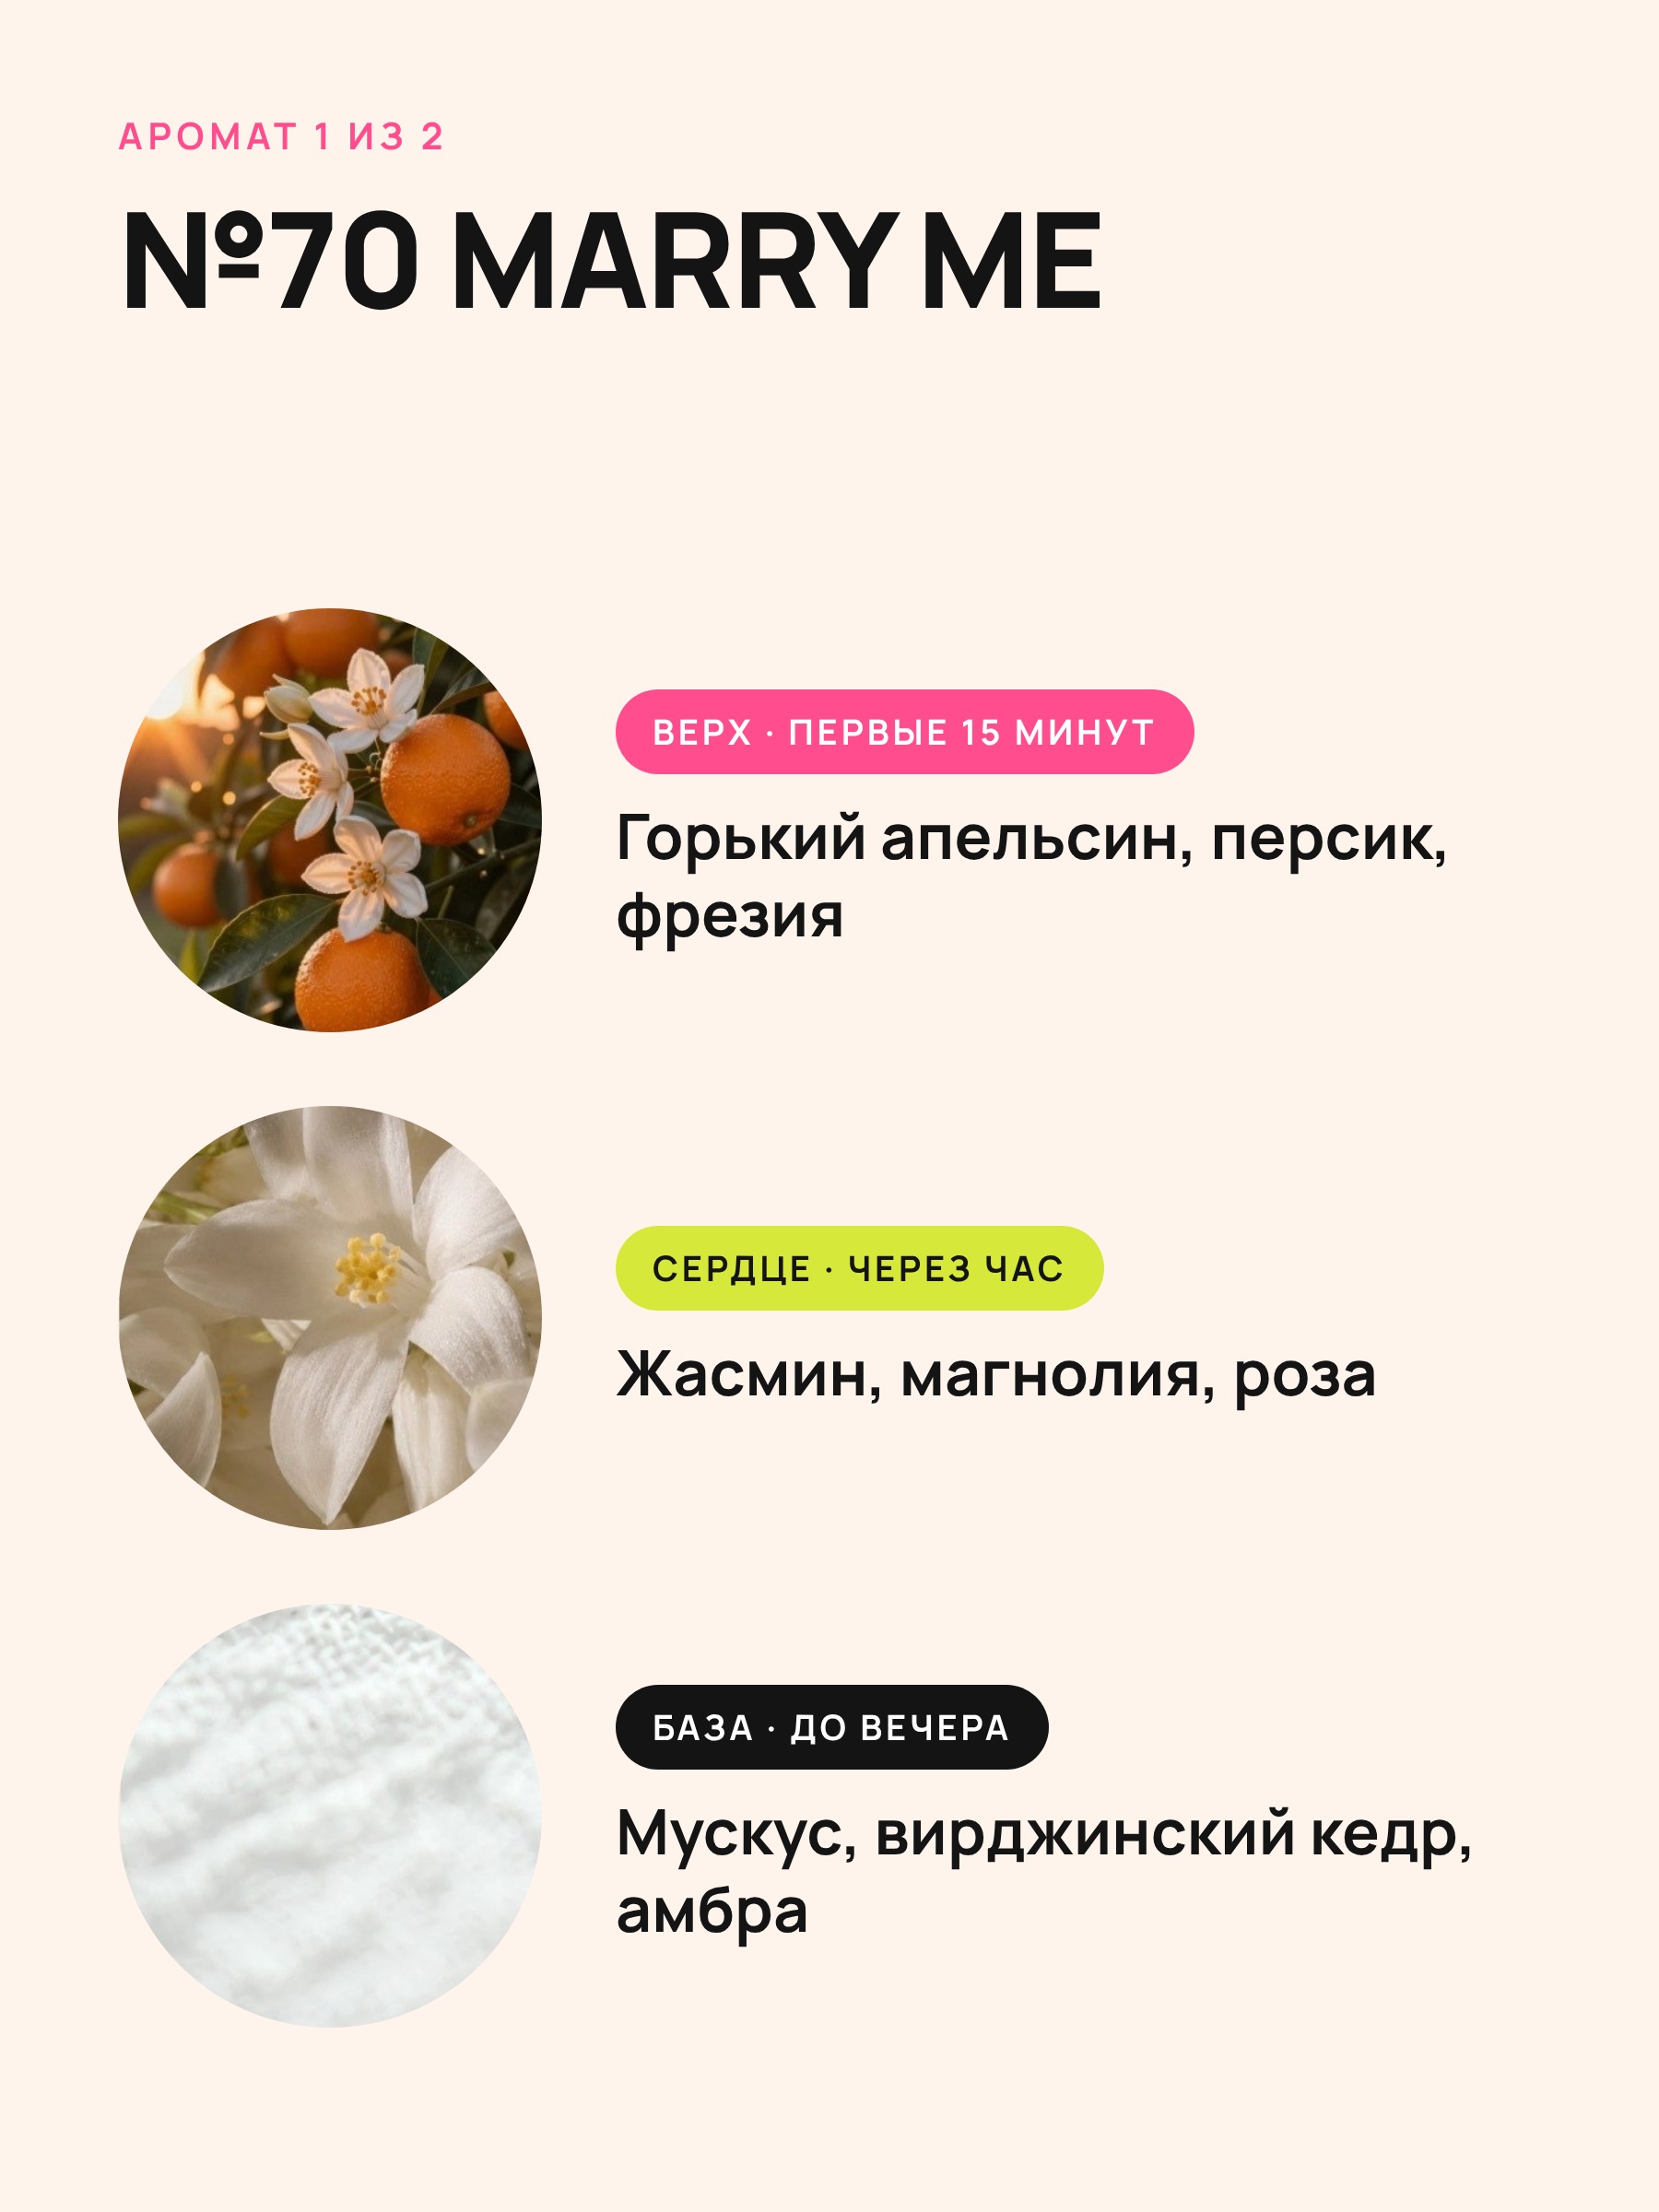 АРОМАТ 1 ИЗ 2
№70 MARRY ME
ВЕРХ · ПЕРВЫЕ 15 МИНУТ
Горький апельсин, персик,
фрезия
СЕРДЦЕ · ЧЕРЕЗ ЧАС
Жасмин, магнолия, роза
БАЗА · ДО ВЕЧЕРА
Мускус, вирджинский кедр,
амбра